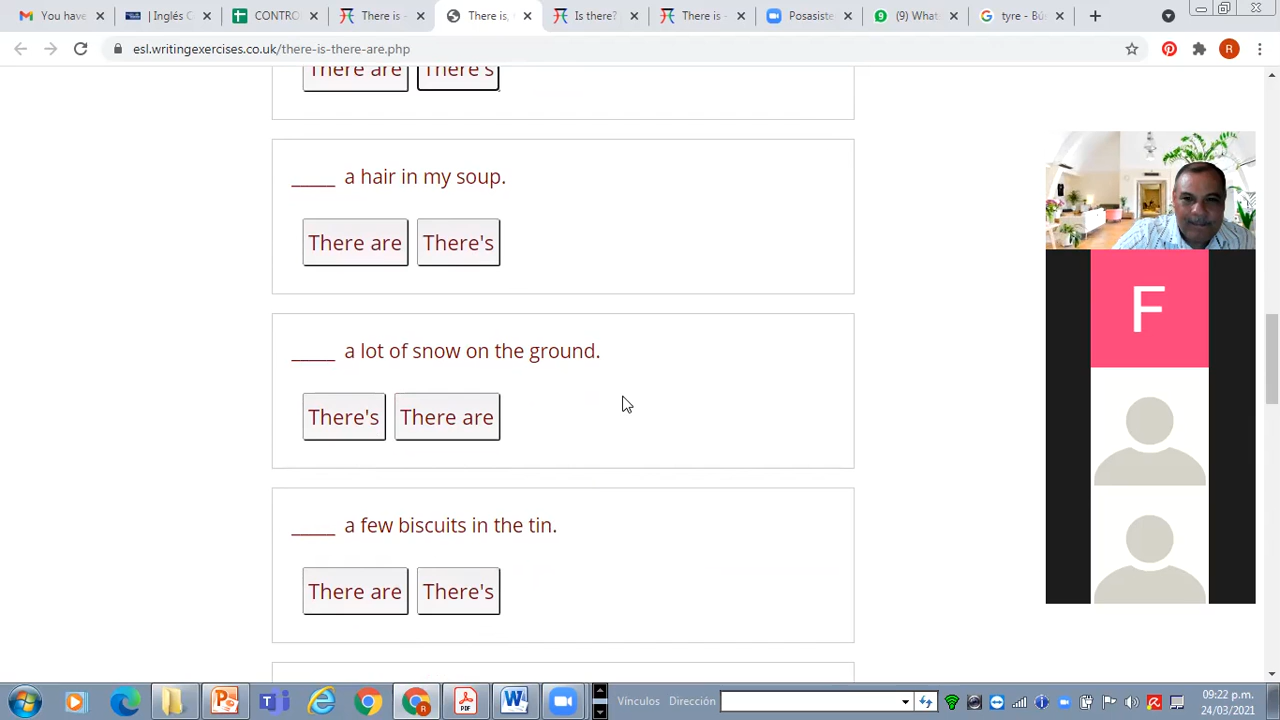 You have
Inglés C
CONTRO
There is
There is,
Is there?
There is
Posasist
(9) What
tyre - Bú
esl.writingexercises.co.uk/there-is-there-are.php
R
There are There's
_____ a hair in my soup.
There are There's
_____ a lot of snow on the ground.
There's There are
_____ a few biscuits in the tin.
There are There's
F
Vínculos Dirección
09:22 p.m.
24/03/2021